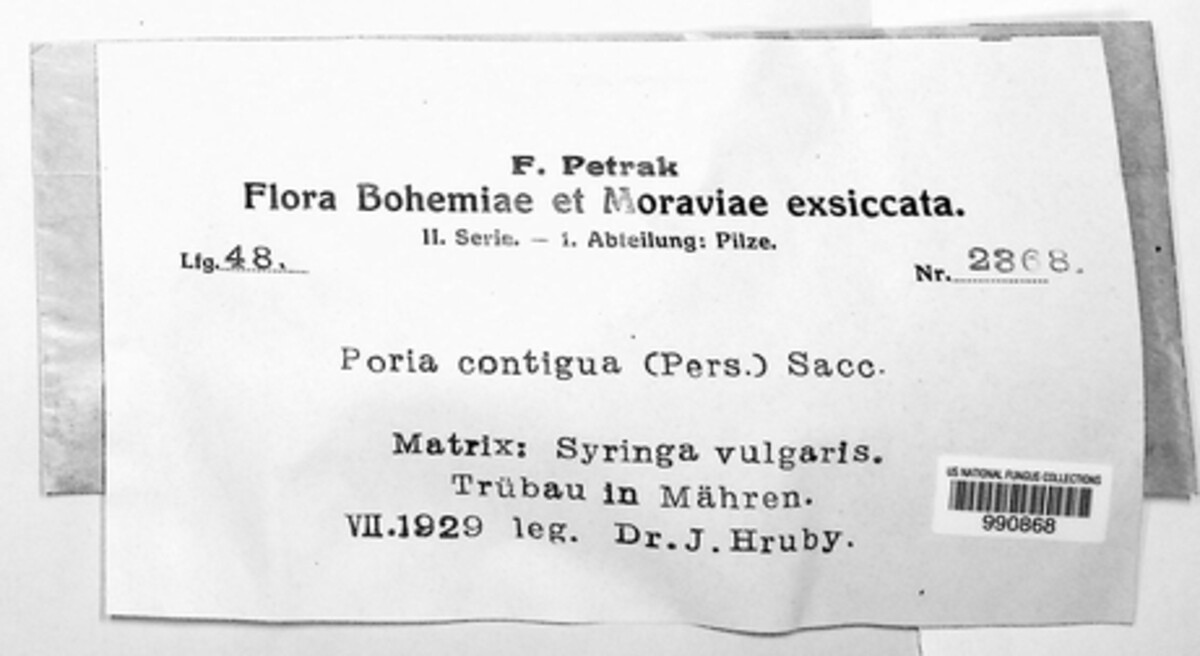 F. Petrak
Flora Bohemiae et Moraviae exsiccata.
II. Serie. — 1. Abteilung: Pilze.
Lfg. 48.
Nr. 2368.
Poria contigua (Pers.) Sacc.
Matrix: Syringa vulgaris.
Trübau in Mähren.
VII.1929 leg. Dr.J.Hruby.
US NATIONAL FUNGUS COLLECTIONS
990868